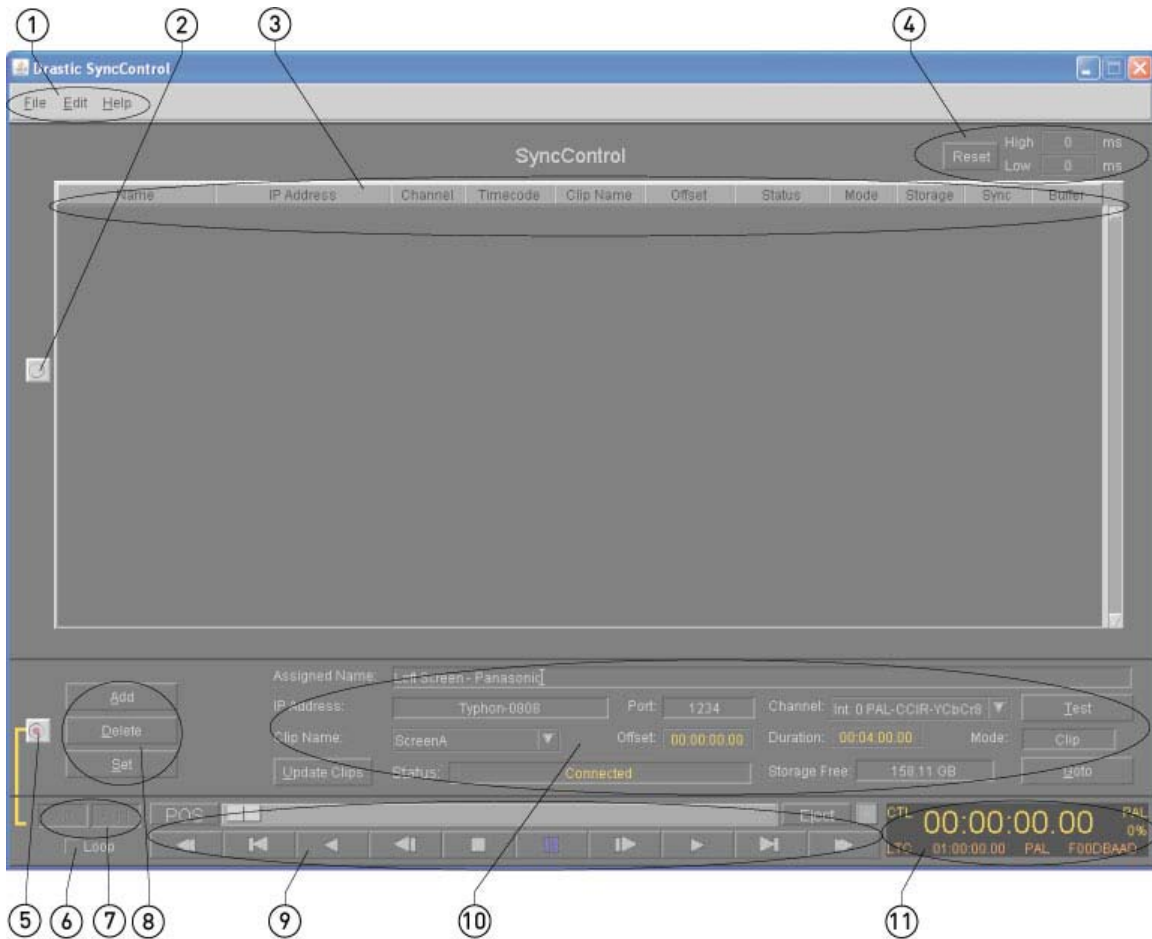 1 2 3 4
Drastic SyncControl
File Edit Help
SyncControl
Reset High 0 ms
Low 0 ms
Name IP Address Channel Timecode Clip Name Offset Status Mode Storage Sync Buffer
Assigned Name: Left Screen - Panasonic
Add IP Address: Typhon-0808 Port: 1234 Channel: Int: 0 PAL-CCIR-YCbCr8 Test
Delete Clip Name: ScreenA Offset: 00:00:00.00 Duration: 00:04:00.00 Mode: Clip
Set Update Clips Status: Connected Storage Free: 158.11 GB Goto
POS Eject CTL 00:00:00.00 PAL
0%
Loop LTC 01:00:00.00 PAL F00DBAAD
5 6 7 8 9 10 11